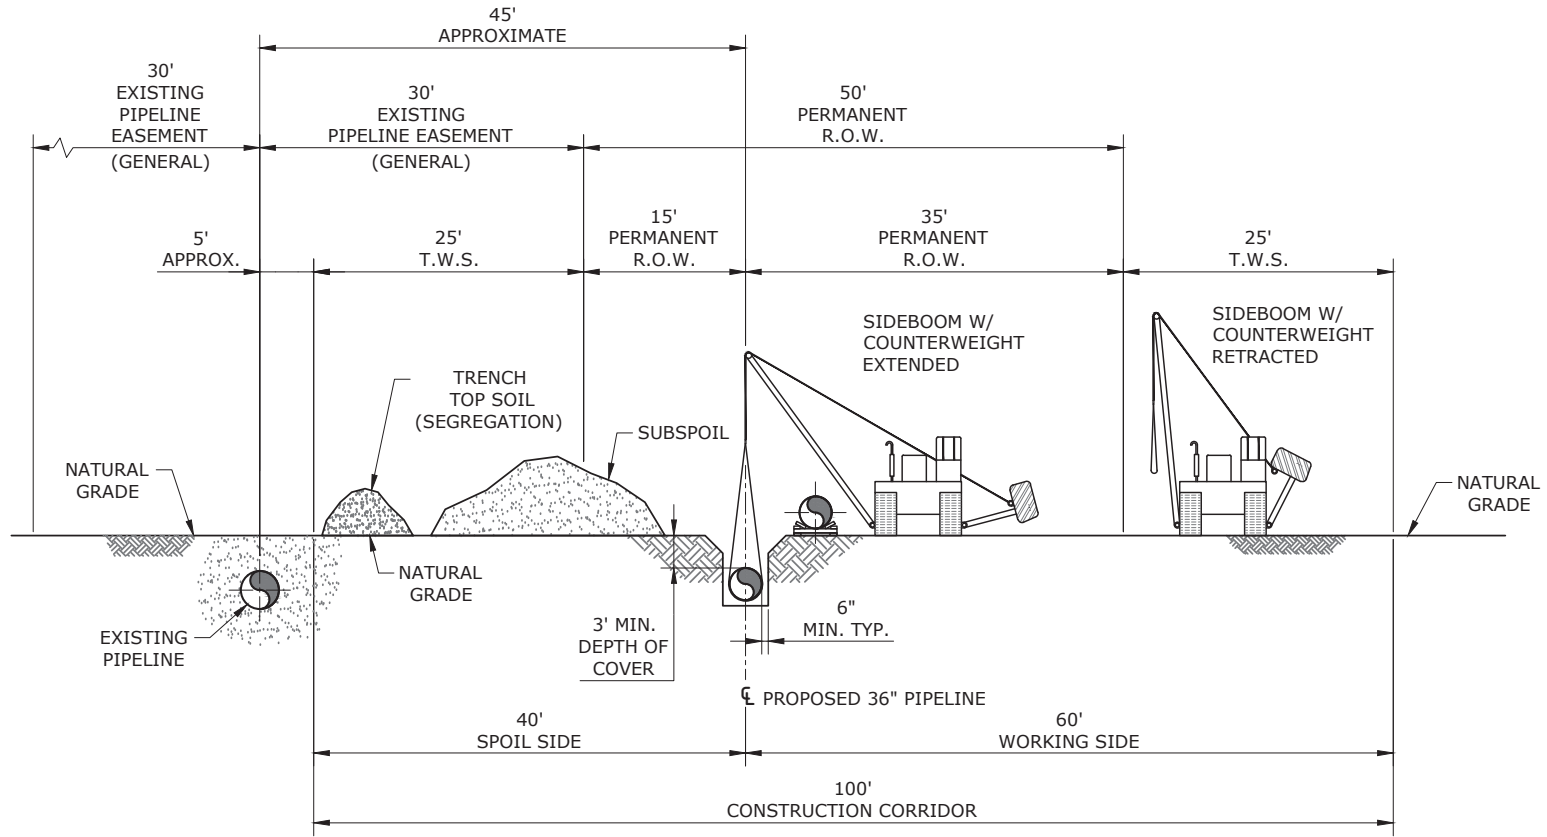 45'
APPROXIMATE
30'
EXISTING
PIPELINE
EASEMENT
(GENERAL)
30'
EXISTING
PIPELINE EASEMENT
(GENERAL)
50'
PERMANENT
R.O.W.
5'
APPROX.
25'
T.W.S.
15'
PERMANENT
R.O.W.
35'
PERMANENT
R.O.W.
25'
T.W.S.
SIDEBOOM W/
COUNTERWEIGHT
EXTENDED
SIDEBOOM W/
COUNTERWEIGHT
RETRACTED
TRENCH
TOP SOIL
(SEGREGATION)
SUBSPOIL
NATURAL
GRADE
NATURAL
GRADE
NATURAL
GRADE
EXISTING
PIPELINE
3' MIN.
DEPTH OF
COVER
6"
MIN. TYP.
℄ PROPOSED 36" PIPELINE
40'
SPOIL SIDE
60'
WORKING SIDE
100'
CONSTRUCTION CORRIDOR